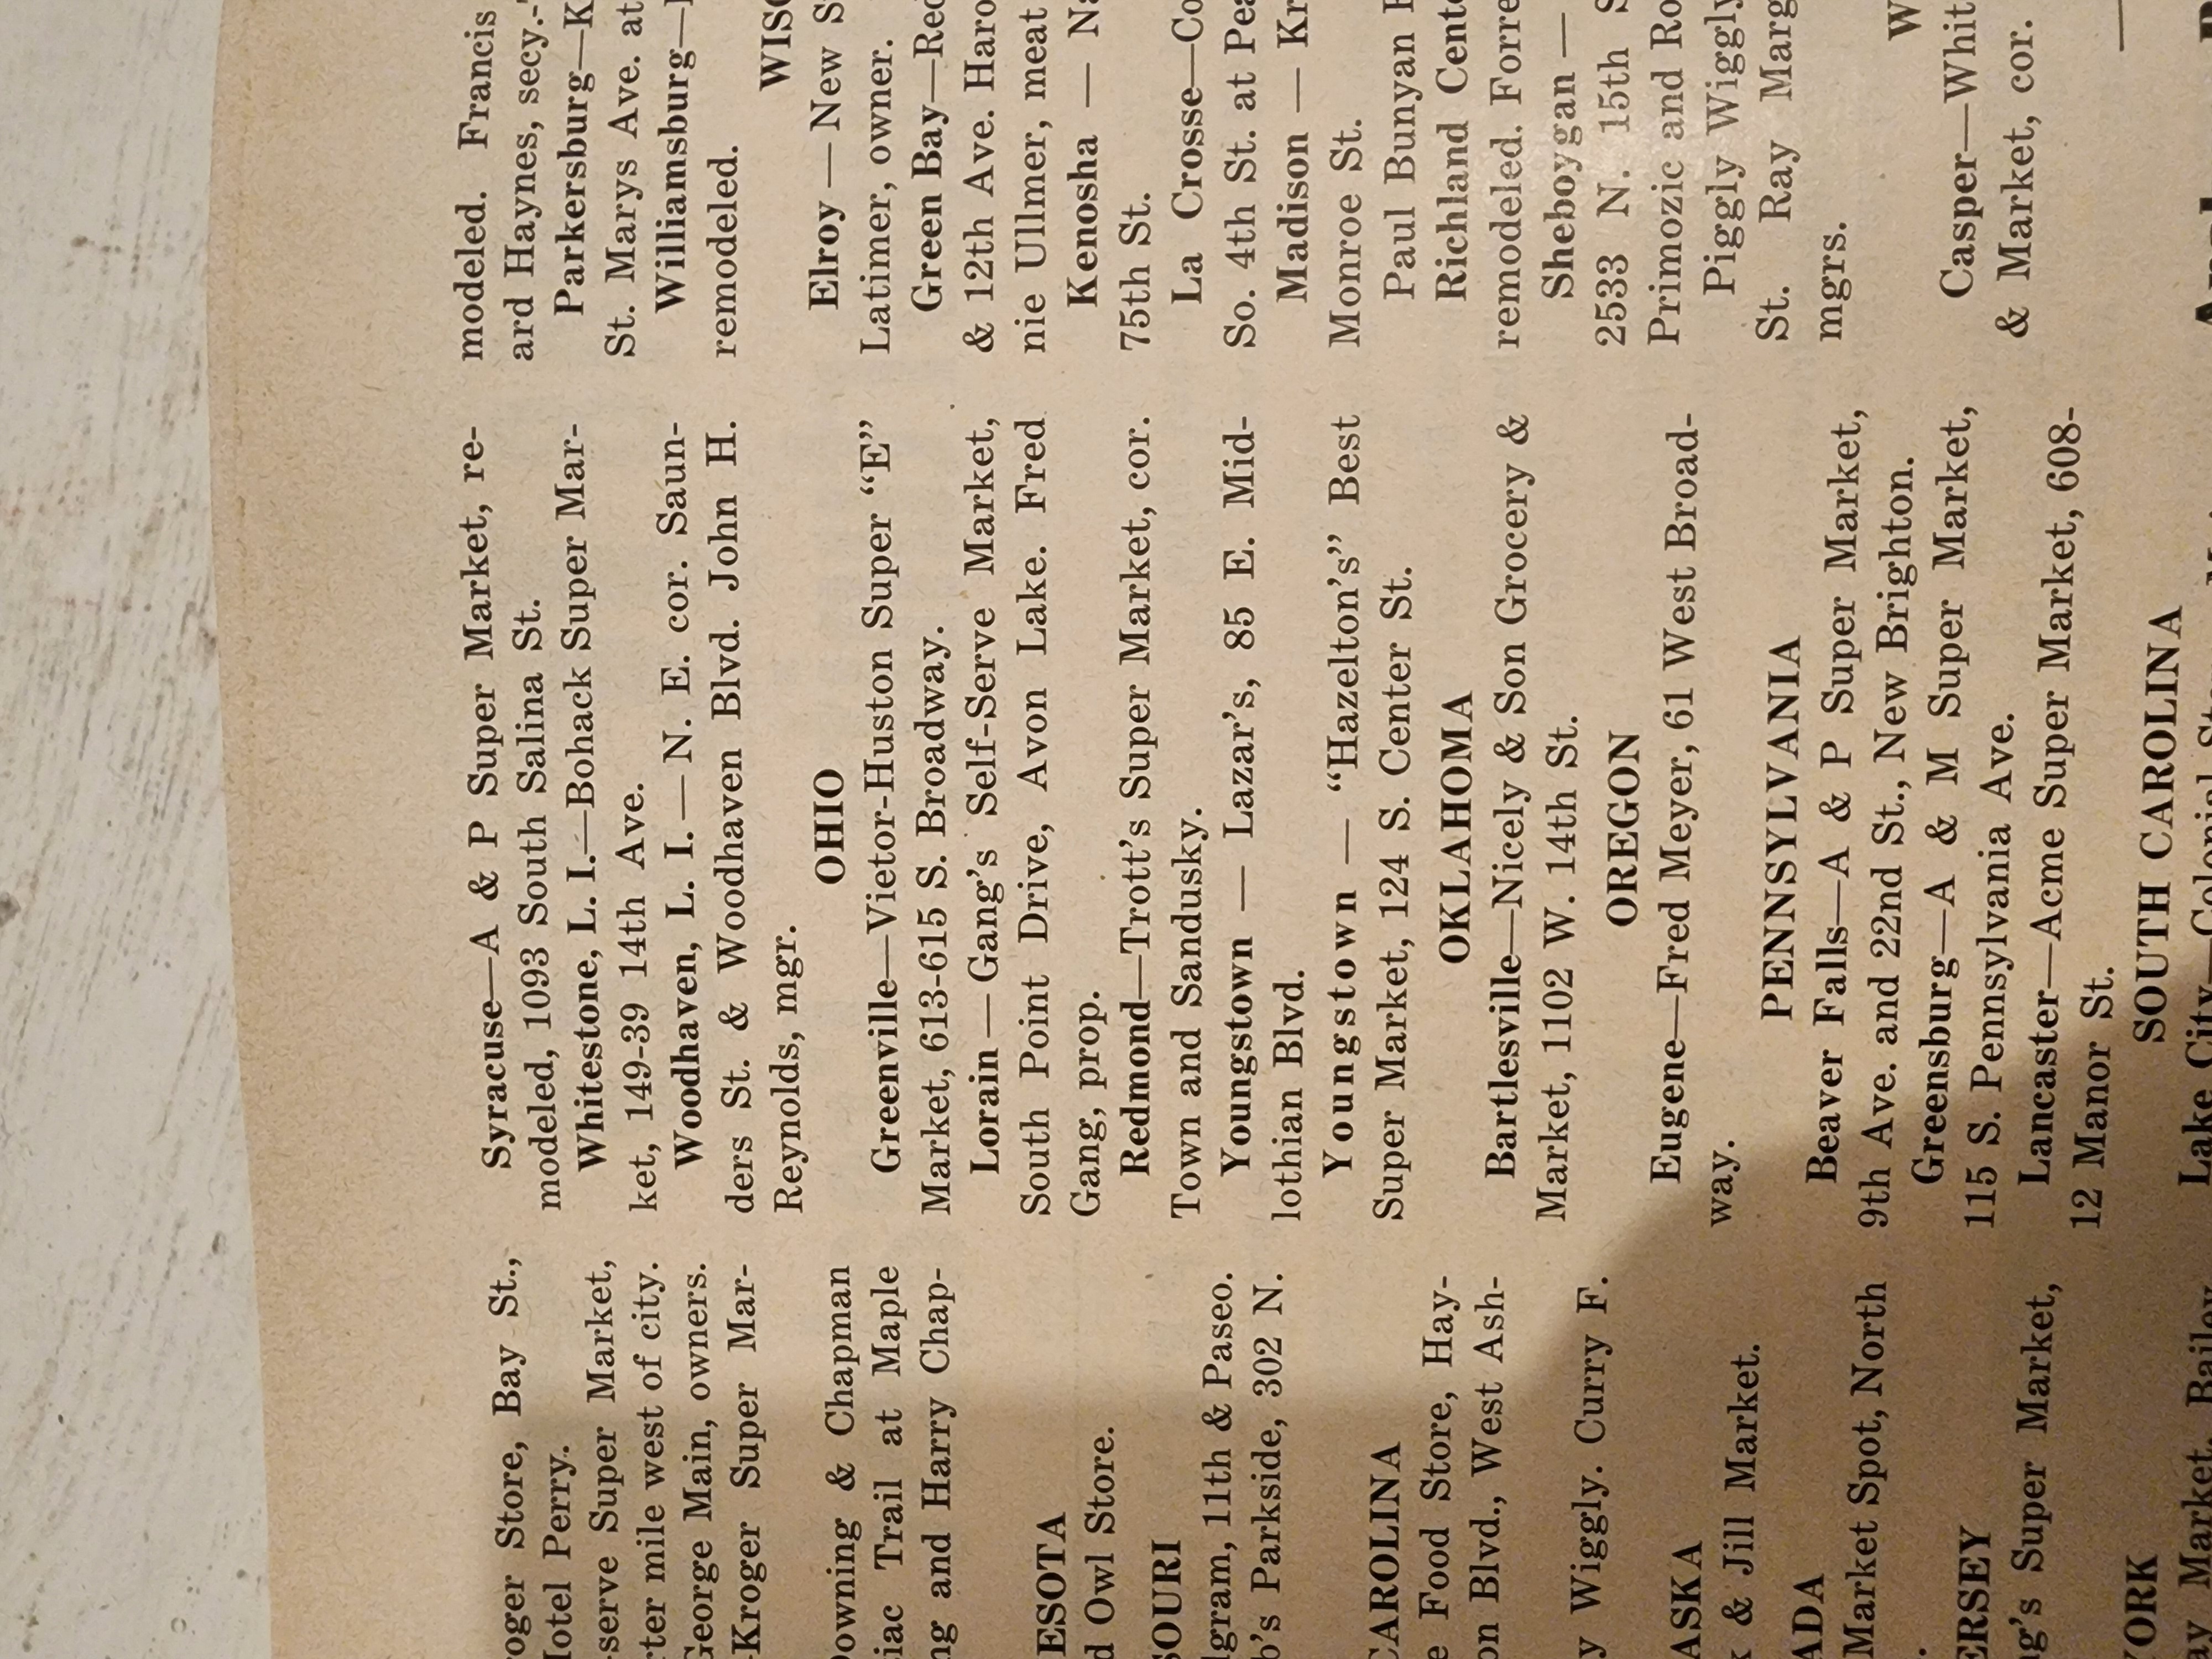 roger Store, Bay St.,
Hotel Perry.
-serve Super Market,
rter mile west of city.
George Main, owners.
-Kroger Super Mar-
Downing & Chapman
iac Trail at Maple
ng and Harry Chap-
ESOTA
d Owl Store.
SOURI
lgram, 11th & Paseo.
b's Parkside, 302 N.
CAROLINA
e Food Store, Hay-
on Blvd., West Ash-
y Wiggly. Curry F.
ASKA
k & Jill Market.
ADA
Market Spot, North
ERSEY
ng's Super Market,
YORK
ay Market, Bailey
Syracuse—A & P Super Market, re-
modeled, 1093 South Salina St.
Whitestone, L. I.—Bohack Super Mar-
ket, 149-39 14th Ave.
Woodhaven, L. I.—N. E. cor. Saun-
ders St. & Woodhaven Blvd. John H.
Reynolds, mgr.
OHIO
Greenville—Vietor-Huston Super “E”
Market, 613-615 S. Broadway.
Lorain—Gang's Self-Serve Market,
South Point Drive, Avon Lake. Fred
Gang, prop.
Redmond—Trott's Super Market, cor.
Town and Sandusky.
Youngstown — Lazar's, 85 E. Mid-
lothian Blvd.
Youngstown — “Hazelton's” Best
Super Market, 124 S. Center St.
OKLAHOMA
Bartlesville—Nicely & Son Grocery &
Market, 1102 W. 14th St.
OREGON
Eugene—Fred Meyer, 61 West Broad-
way.
PENNSYLVANIA
Beaver Falls—A & P Super Market,
9th Ave. and 22nd St., New Brighton.
Greensburg—A & M Super Market,
115 S. Pennsylvania Ave.
Lancaster—Acme Super Market, 608-
12 Manor St.
SOUTH CAROLINA
Lake City—Colonial
modeled. Francis
ard Haynes, secy.-
Parkersburg—K
St. Marys Ave. at
Williamsburg—
remodeled.
WISC
Elroy — New S
Latimer, owner.
Green Bay—Red
& 12th Ave. Haro
nie Ullmer, meat
Kenosha — Na
75th St.
La Crosse—Co
So. 4th St. at Pea
Madison — Kr
Monroe St.
Paul Bunyan
Richland Cente
remodeled. Forre
Sheboygan —
2533 N. 15th S
Primozic and Ro
Piggly Wiggly
St. Ray Marg
mgrs.
W
Casper—Whit
& Market, cor.